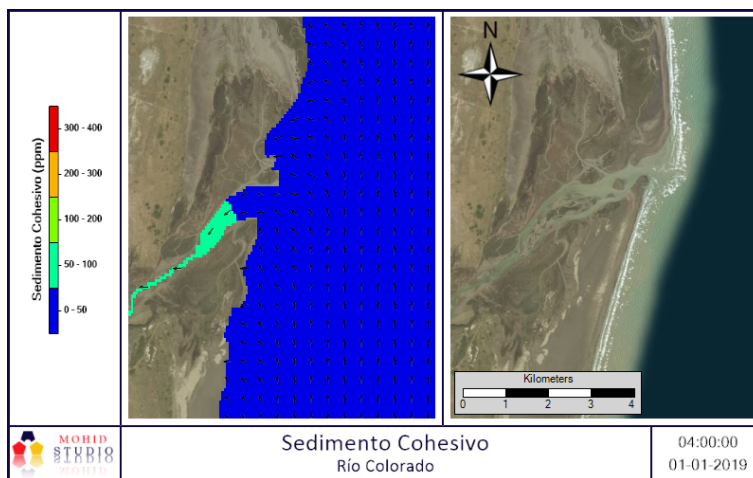 Sedimento Cohesivo (ppm)
300 - 400
200 - 300
100 - 200
50 - 100
0 - 50
N
Kilometers
0 1 2 3 4
MOHID
STUDIO
Sedimento Cohesivo
Río Colorado
04:00:00
01-01-2019